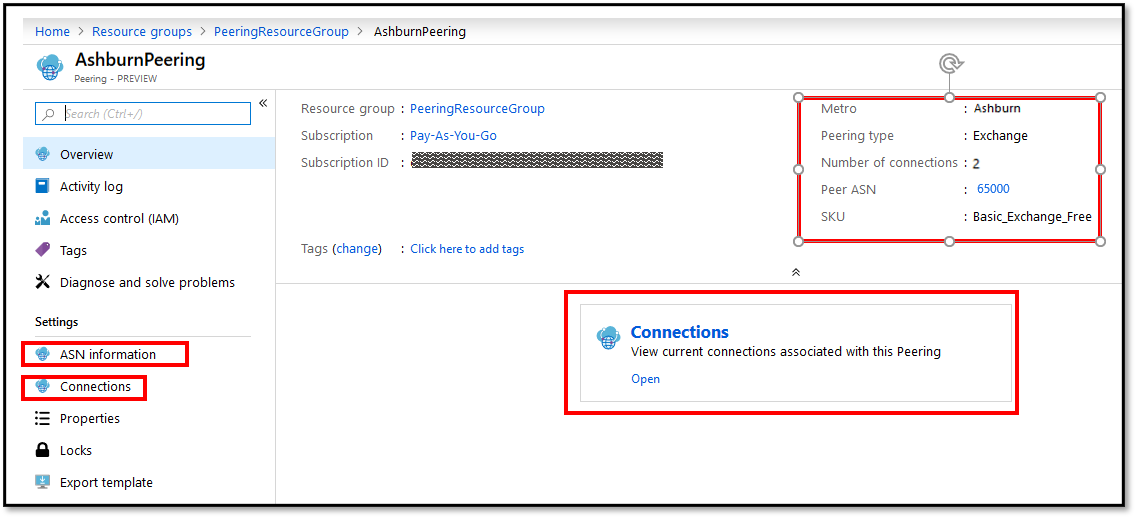 Home > Resource groups > PeeringResourceGroup > AshburnPeering
AshburnPeering
Peering - PREVIEW
Search (Ctrl+/)
«
Overview
Activity log
Access control (IAM)
Tags
Diagnose and solve problems
Settings
ASN information
Connections
Properties
Locks
Export template
Resource group : PeeringResourceGroup
Subscription : Pay-As-You-Go
Subscription ID :
Tags (change) : Click here to add tags
Metro : Ashburn
Peering type : Exchange
Number of connections : 2
Peer ASN : 65000
SKU : Basic_Exchange_Free
Connections
View current connections associated with this Peering
Open